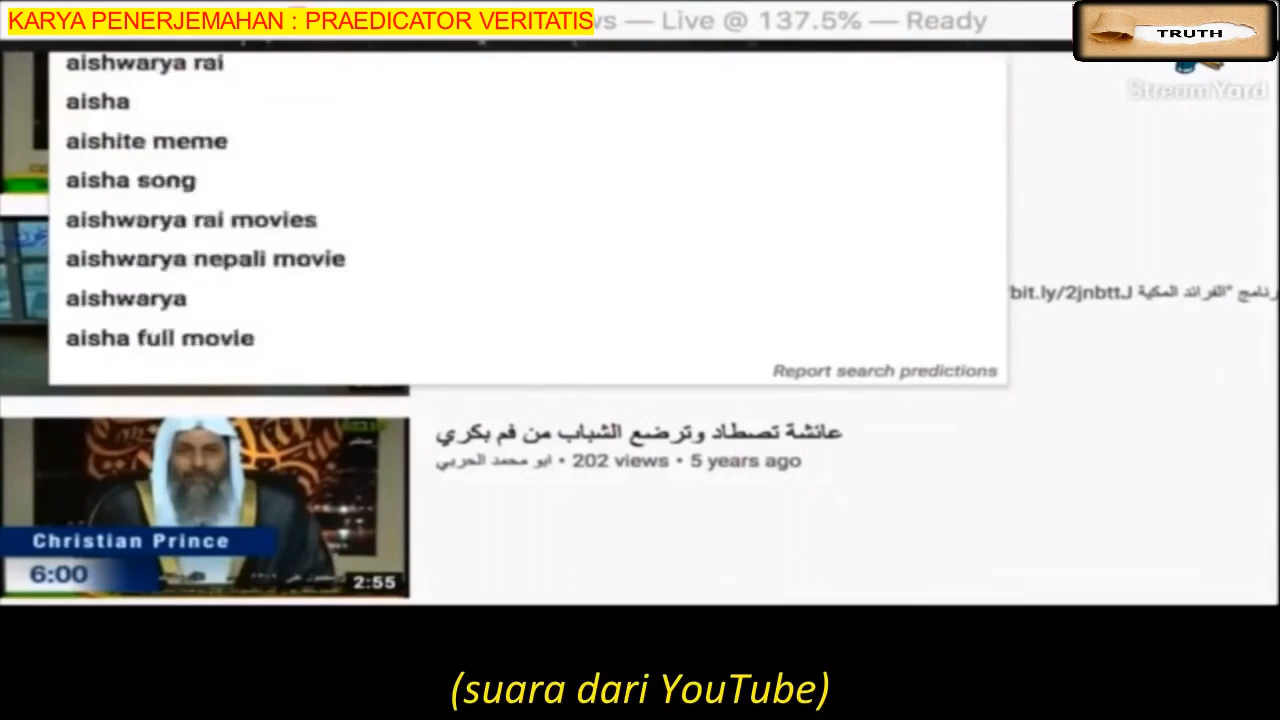 KARYA PENERJEMAHAN : PRAEDICATOR VERITATIS
— Live @ 137.5% — Ready
TRUTH
StreamYard
aishwarya rai
aisha
aishite meme
aisha song
aishwarya rai movies
aishwarya nepali movie
aishwarya
aisha full movie
bit.ly/2jnbttJ "الفرائد المكية
Report search predictions
عائشة تصطاد وترضع الشباب من فم بكري
ابو محمد الحربي • 202 views • 5 years ago
Christian Prince
6:00
2:55
(suara dari YouTube)